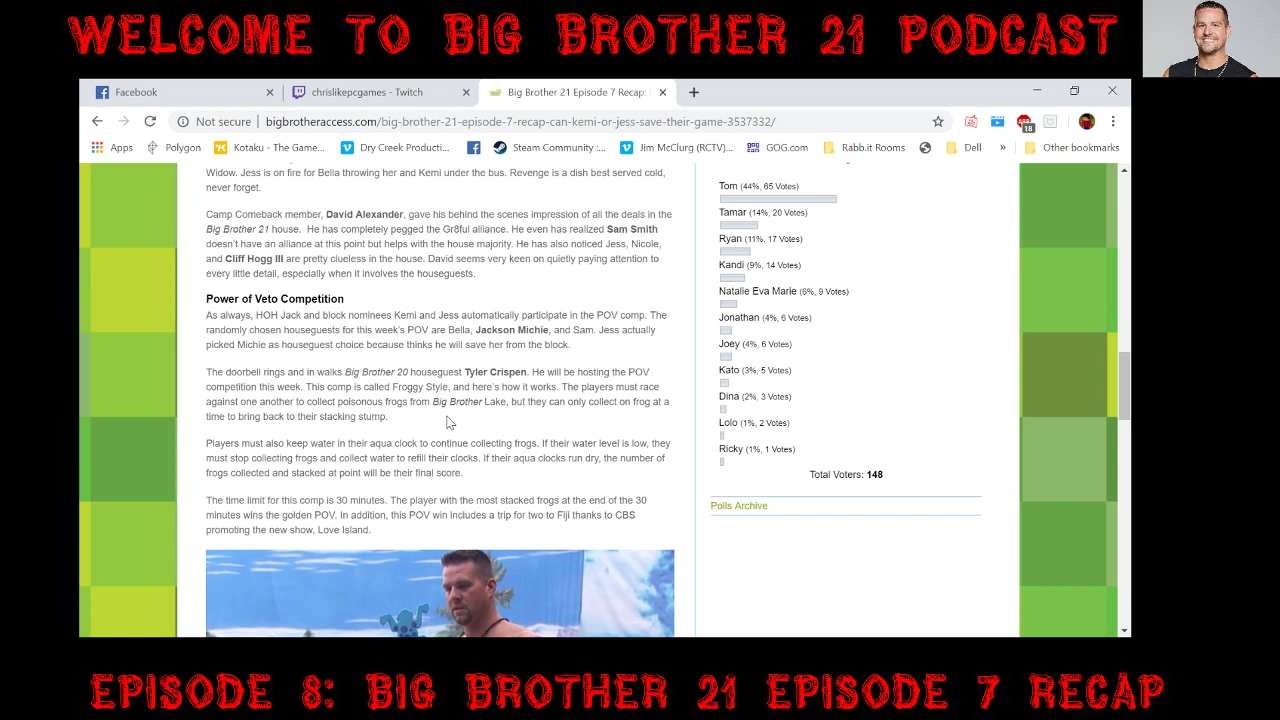 WELCOME TO BIG BROTHER 21 PODCAST
Facebook
chrislikepcgames - Twitch
Big Brother 21 Episode 7 Recap: C
Not secure
bigbrotheraccess.com/big-brother-21-episode-7-recap-can-kemi-or-jess-save-their-game-3537332/
18
Apps
Polygon
Kotaku - The Game...
Dry Creek Producti...
Steam Community :...
Jim McClurg (RCTV)...
GOG.com
Rabb.it Rooms
Dell
»
Other bookmarks
Widow. Jess is on fire for Bella throwing her and Kemi under the bus. Revenge is a dish best served cold,
never forget.
Camp Comeback member, David Alexander, gave his behind the scenes impression of all the deals in the
Big Brother 21 house. He has completely pegged the Gr8ful alliance. He even has realized Sam Smith
doesn't have an alliance at this point but helps with the house majority. He has also noticed Jess, Nicole,
and Cliff Hogg III are pretty clueless in the house. David seems very keen on quietly paying attention to
every little detail, especially when it involves the houseguests.
Power of Veto Competition
As always, HOH Jack and block nominees Kemi and Jess automatically participate in the POV comp. The
randomly chosen houseguests for this week's POV are Bella, Jackson Michie, and Sam. Jess actually
picked Michie as houseguest choice because thinks he will save her from the block.
The doorbell rings and in walks Big Brother 20 houseguest Tyler Crispen. He will be hosting the POV
competition this week. This comp is called Froggy Style, and here's how it works. The players must race
against one another to collect poisonous frogs from Big Brother Lake, but they can only collect on frog at a
time to bring back to their stacking stump.
Players must also keep water in their aqua clock to continue collecting frogs. If their water level is low, they
must stop collecting frogs and collect water to refill their clocks. If their aqua clocks run dry, the number of
frogs collected and stacked at point will be their final score.
The time limit for this comp is 30 minutes. The player with the most stacked frogs at the end of the 30
minutes wins the golden POV. In addition, this POV win includes a trip for two to Fiji thanks to CBS
promoting the new show, Love Island.
Tom (44%, 65 Votes)
Tamar (14%, 20 Votes)
Ryan (11%, 17 Votes)
Kandi (9%, 14 Votes)
Natalie Eva Marie (6%, 9 Votes)
Jonathan (4%, 6 Votes)
Joey (4%, 6 Votes)
Kato (3%, 5 Votes)
Dina (2%, 3 Votes)
Lolo (1%, 2 Votes)
Ricky (1%, 1 Votes)
Total Voters: 148
Polls Archive
EPISODE 8: BIG BROTHER 21 EPISODE 7 RECAP